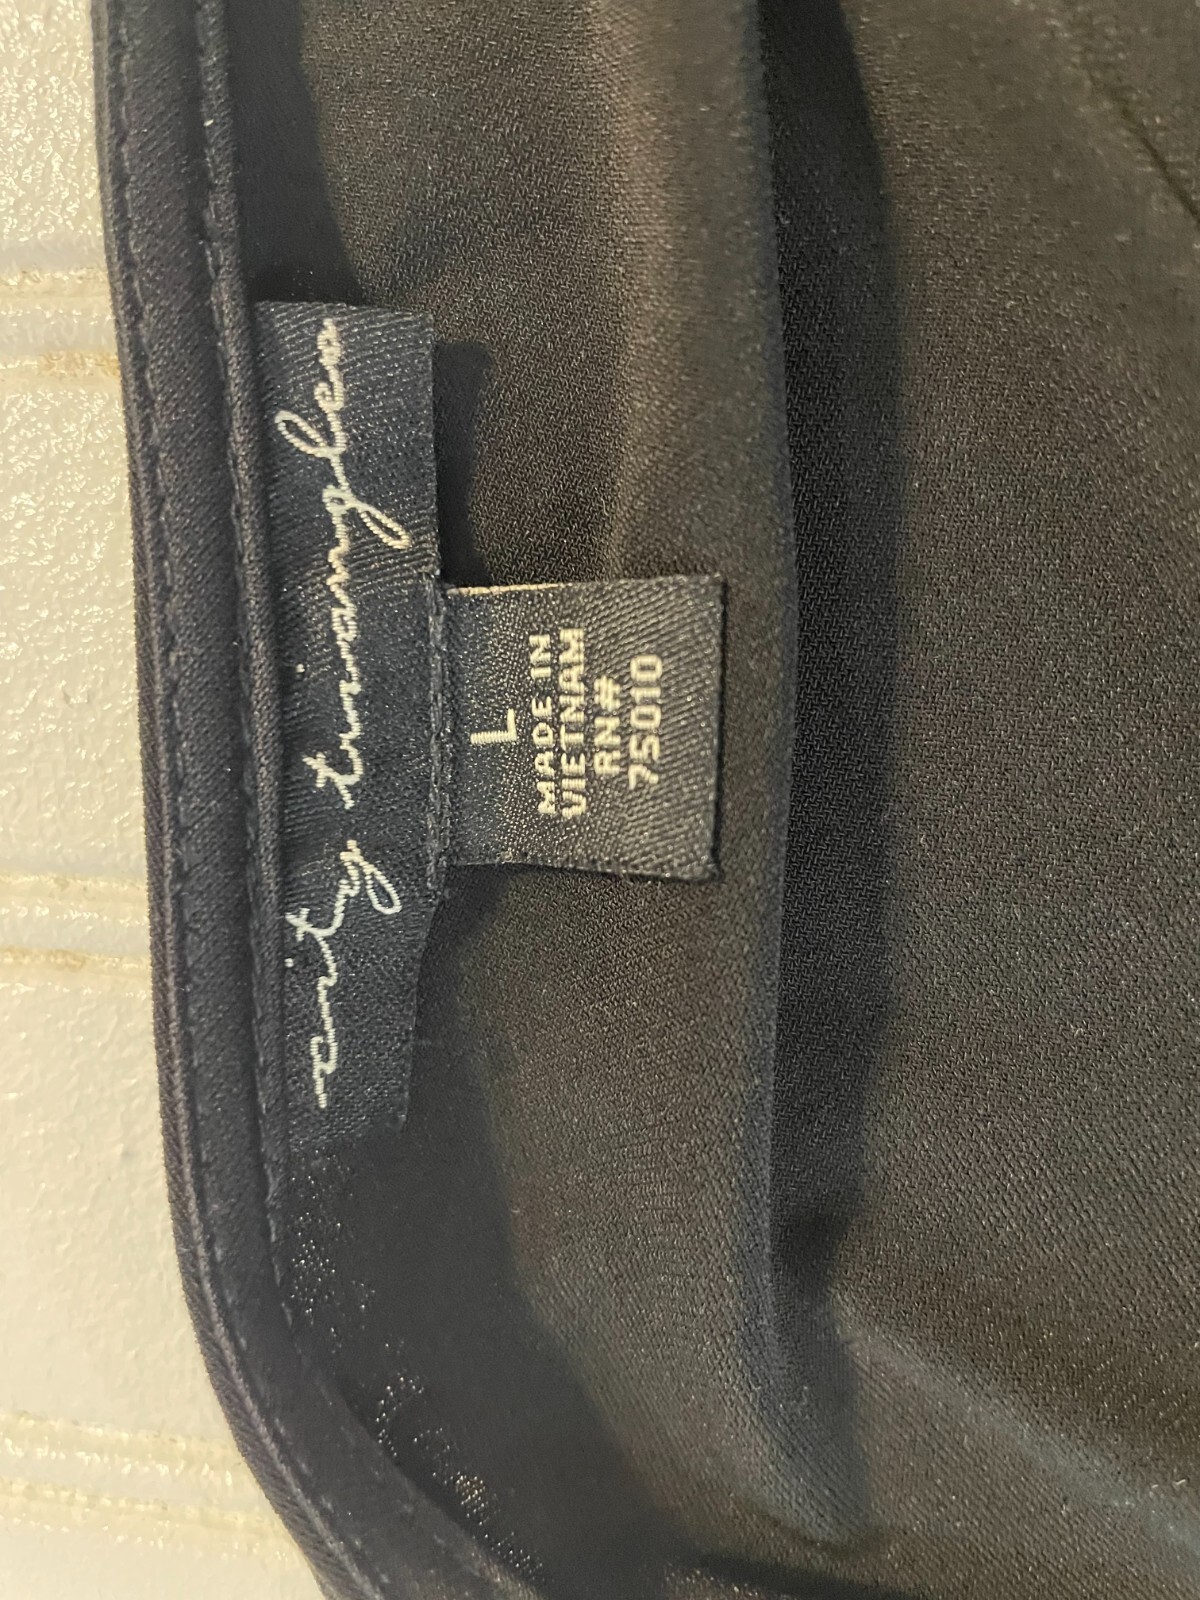 city triangles
L
MADE IN
VIETNAM
RN#
75010